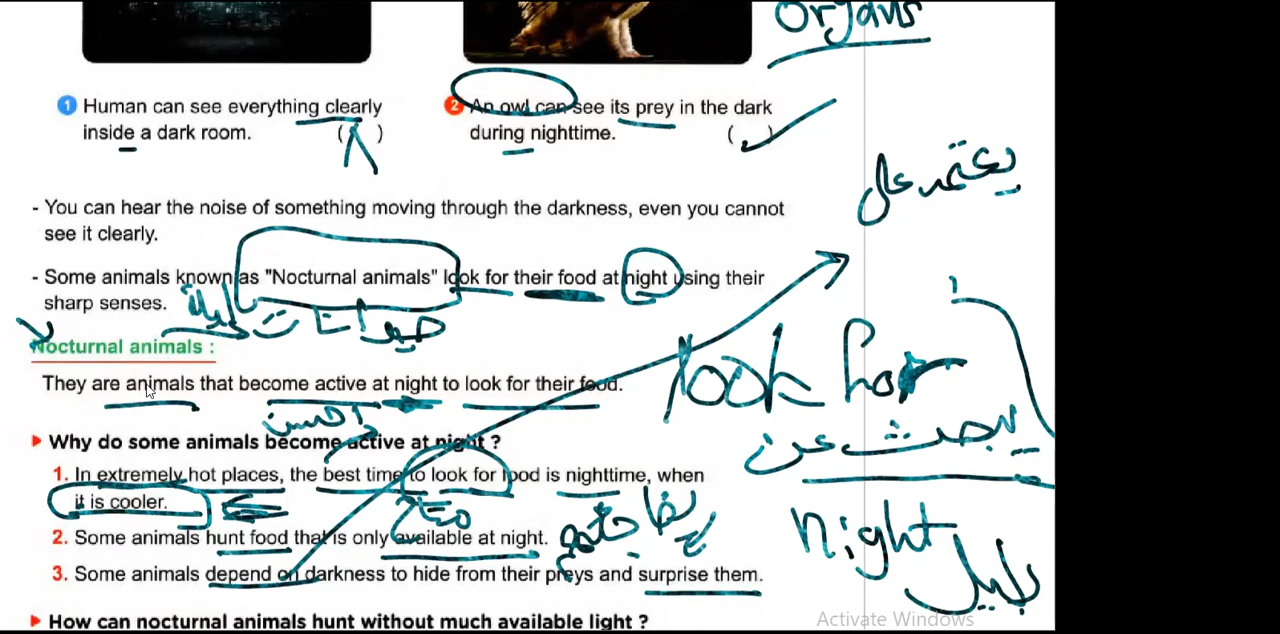 Organs
1 Human can see everything clearly
inside a dark room. ( )
2 An owl can see its prey in the dark
during nighttime. ( ✓ )
يعتمد على
- You can hear the noise of something moving through the darkness, even you cannot
see it clearly.
- Some animals known as "Nocturnal animals" look for their food at night using their
sharp senses.
حيوانات ليلية
Nocturnal animals :
They are animals that become active at night to look for their food.
look for
يبحث عن
احسن
Why do some animals become active at night ?
1. In extremely hot places, the best time to look for food is nighttime, when
it is cooler.
متاح
night
بليل
2. Some animals hunt food that is only available at night.
3. Some animals depend on darkness to hide from their preys and surprise them.
How can nocturnal animals hunt without much available light ?
Activate Windows